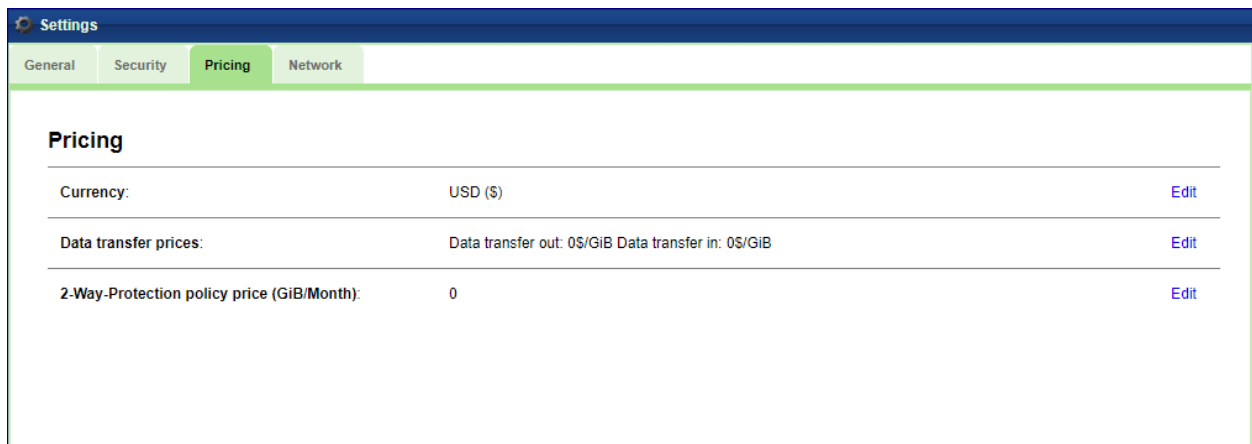 Settings
General Security Pricing Network
Pricing
Currency: USD ($) Edit
Data transfer prices: Data transfer out: 0$/GiB Data transfer in: 0$/GiB Edit
2-Way-Protection policy price (GiB/Month): 0 Edit